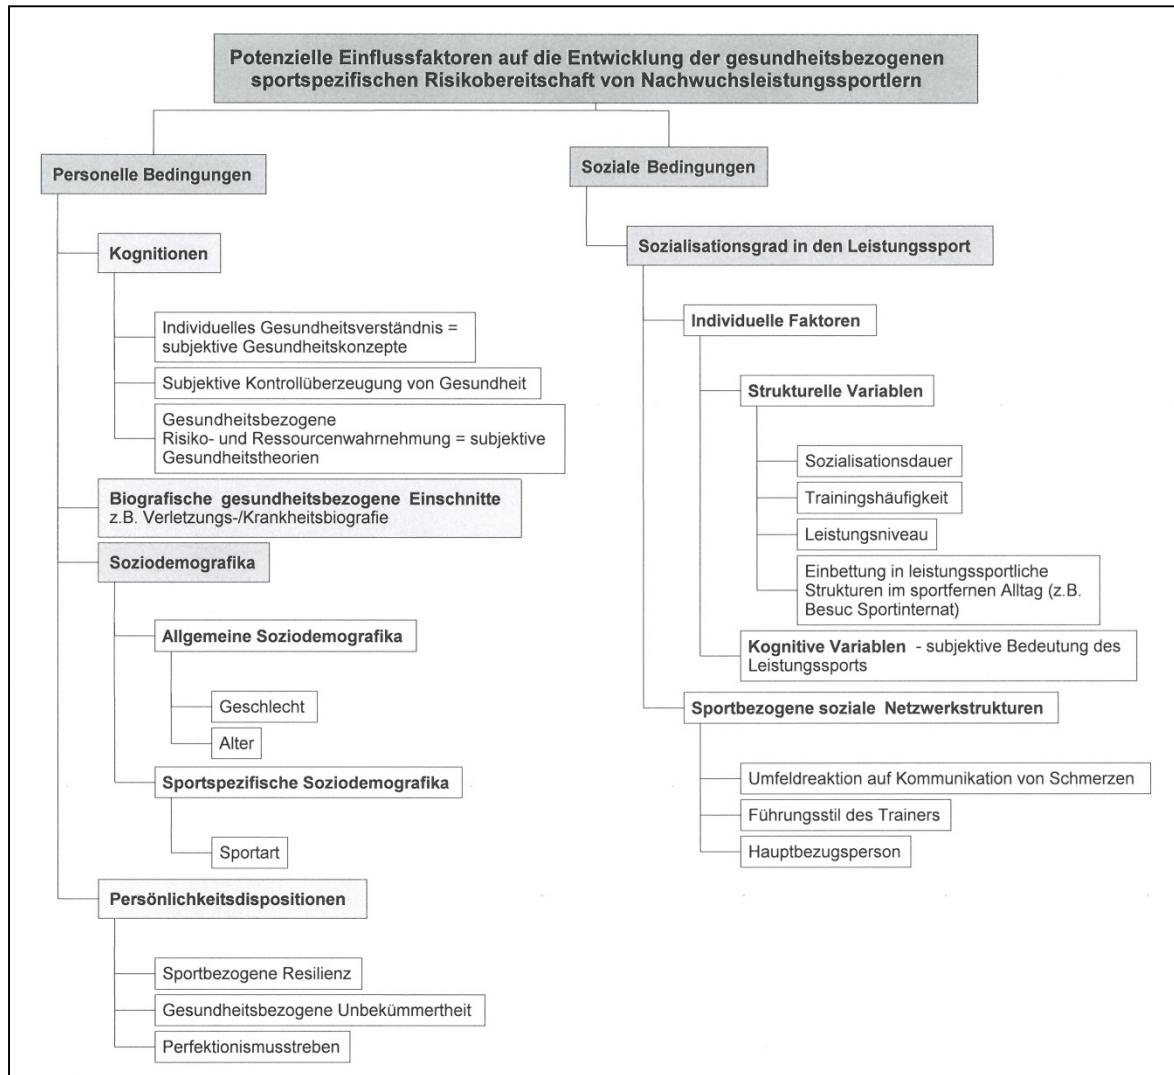 Potenzielle Einflussfaktoren auf die Entwicklung der gesundheitsbezogenen
sportspezifischen Risikobereitschaft von Nachwuchsleistungssportlern
Personelle Bedingungen
Kognitionen
Individuelles Gesundheitsverständnis =
subjektive Gesundheitskonzepte
Subjektive Kontrollüberzeugung von Gesundheit
Gesundheitsbezogene
Risiko- und Ressourcenwahrnehmung = subjektive
Gesundheitstheorien
Biografische gesundheitsbezogene Einschnitte
z.B. Verletzungs-/Krankheitsbiografie
Soziodemografika
Allgemeine Soziodemografika
Geschlecht
Alter
Sportspezifische Soziodemografika
Sportart
Persönlichkeitsdispositionen
Sportbezogene Resilienz
Gesundheitsbezogene Unbekümmertheit
Perfektionismusstreben
Soziale Bedingungen
Sozialisationsgrad in den Leistungssport
Individuelle Faktoren
Strukturelle Variablen
Sozialisationsdauer
Trainingshäufigkeit
Leistungsniveau
Einbettung in leistungssportliche
Strukturen im sportfernen Alltag (z.B.
Besuc Sportinternat)
Kognitive Variablen - subjektive Bedeutung des
Leistungssports
Sportbezogene soziale Netzwerkstrukturen
Umfeldreaktion auf Kommunikation von Schmerzen
Führungsstil des Trainers
Hauptbezugsperson